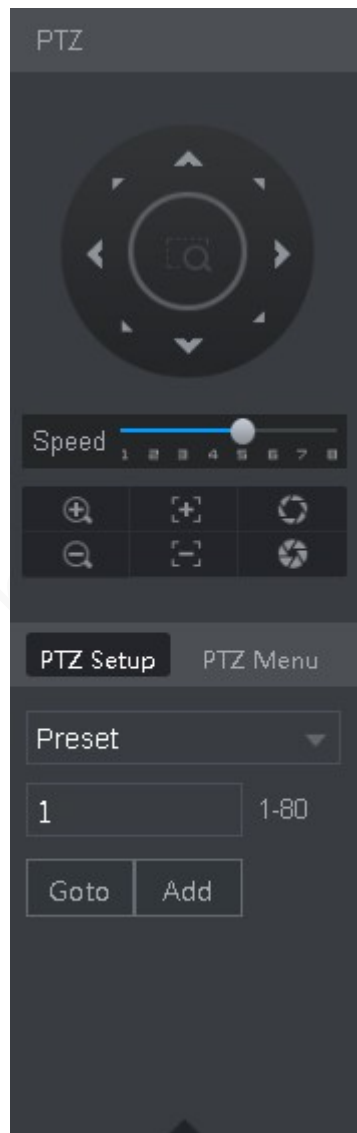 PTZ
Speed
1 2 3 4 5 6 7 8
PTZ Setup PTZ Menu
Preset
1 1-80
Goto Add